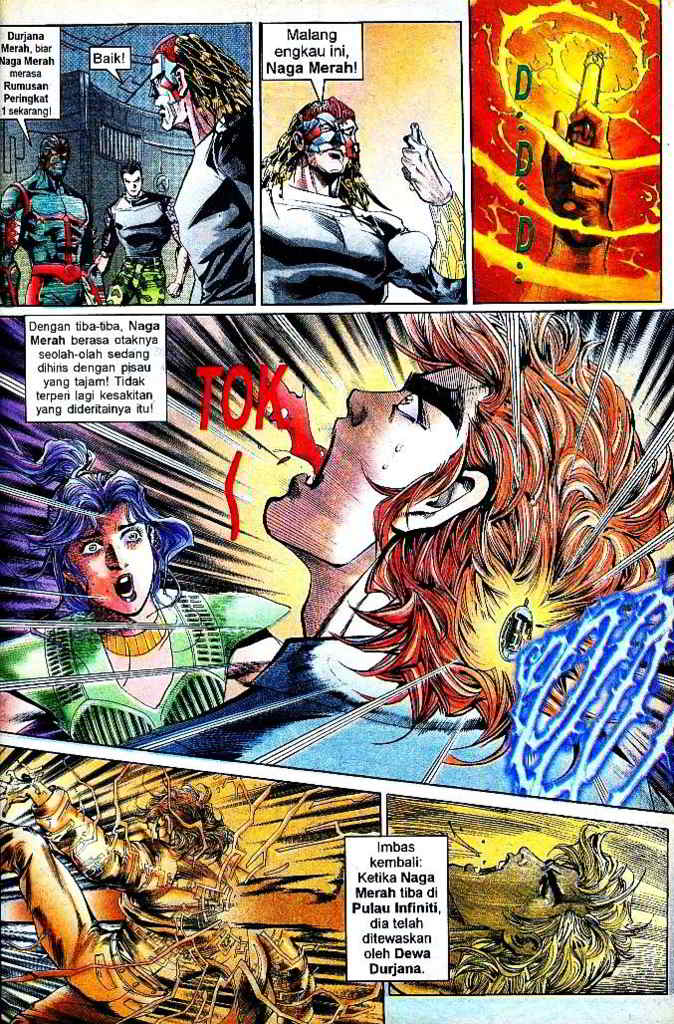 Durjana
Merah, biar
Naga Merah
merasa
Rumusan
Peringkat
1 sekarang!
Baik!
Malang
engkau ini,
Naga Merah!
D..D..D..
Dengan tiba-tiba, Naga
Merah berasa otaknya
seolah-olah sedang
dihiris dengan pisau
yang tajam! Tidak
terperi lagi kesakitan
yang dideritainya itu!
TOK
Imbas
kembali:
Ketika Naga
Merah tiba di
Pulau Infiniti,
dia telah
ditewaskan
oleh Dewa
Durjana.